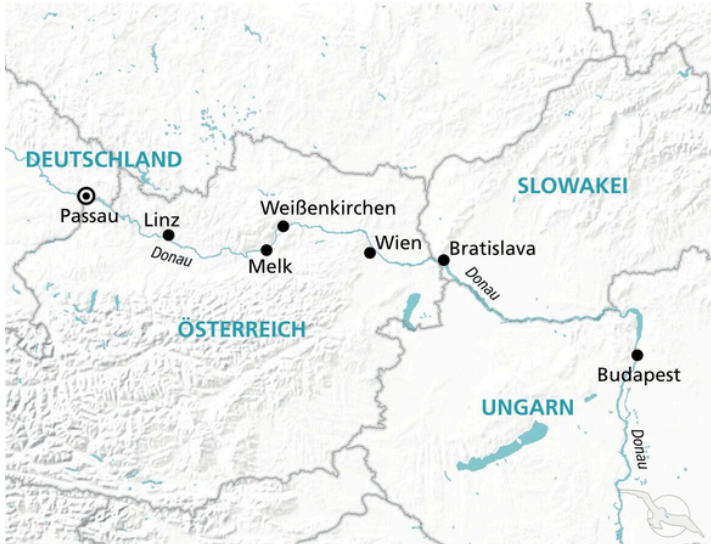 DEUTSCHLAND
SLOWAKEI
Passau
Linz
Weißenkirchen
Donau
Melk
Wien
Bratislava
Donau
ÖSTERREICH
Budapest
UNGARN
Donau